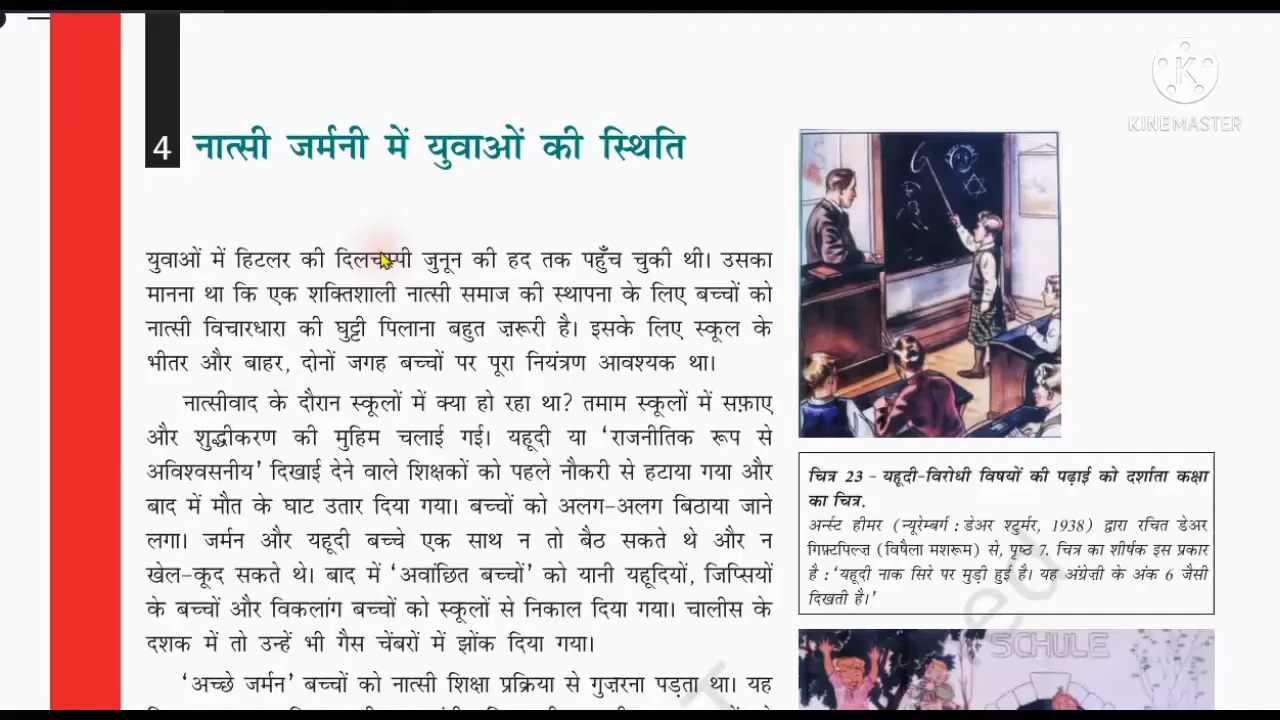 K
KINEMASTER
4 नात्सी जर्मनी में युवाओं की स्थिति
युवाओं में हिटलर की दिलचस्पी जुनून की हद तक पहुँच चुकी थी। उसका
मानना था कि एक शक्तिशाली नात्सी समाज की स्थापना के लिए बच्चों को
नात्सी विचारधारा की घुट्टी पिलाना बहुत ज़रूरी है। इसके लिए स्कूल के
भीतर और बाहर, दोनों जगह बच्चों पर पूरा नियंत्रण आवश्यक था।
नात्सीवाद के दौरान स्कूलों में क्या हो रहा था? तमाम स्कूलों में सफ़ाए
और शुद्धीकरण की मुहिम चलाई गई। यहूदी या ‘राजनीतिक रूप से
अविश्वसनीय’ दिखाई देने वाले शिक्षकों को पहले नौकरी से हटाया गया और
बाद में मौत के घाट उतार दिया गया। बच्चों को अलग-अलग बिठाया जाने
लगा। जर्मन और यहूदी बच्चे एक साथ न तो बैठ सकते थे और न
खेल-कूद सकते थे। बाद में ‘अवांछित बच्चों’ को यानी यहूदियों, जिप्सियों
के बच्चों और विकलांग बच्चों को स्कूलों से निकाल दिया गया। चालीस के
दशक में तो उन्हें भी गैस चेंबरों में झोंक दिया गया।
‘अच्छे जर्मन’ बच्चों को नात्सी शिक्षा प्रक्रिया से गुज़रना पड़ता था। यह
चित्र 23 – यहूदी-विरोधी विषयों की पढ़ाई को दर्शाता कक्षा
का चित्र.
अर्न्स्ट हीमर (न्यूरेम्बर्ग : डेअर श्टुर्मर, 1938) द्वारा रचित डेअर
गिफ़्टपिल्ज़ (विषैला मशरूम) से, पृष्ठ 7. चित्र का शीर्षक इस प्रकार
है : ‘यहूदी नाक सिरे पर मुड़ी हुई है। यह अंग्रेजी के अंक 6 जैसी
दिखती है।’
SCHULE